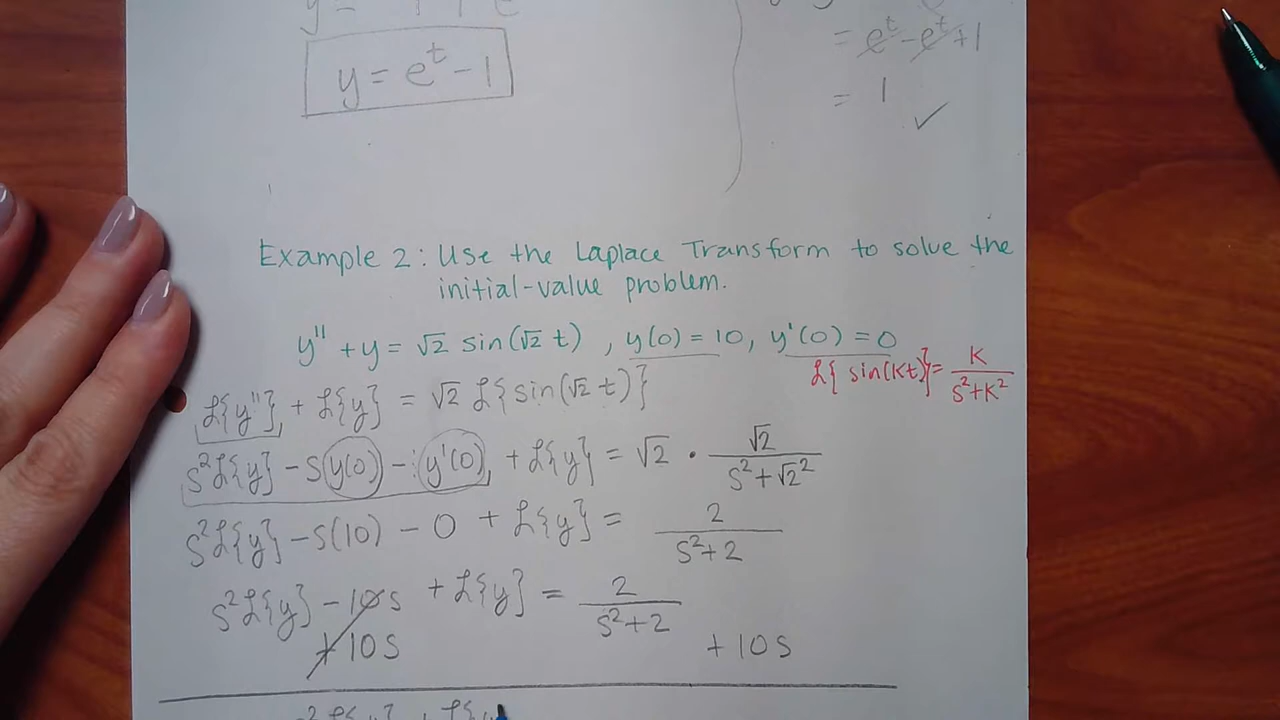 y = e^t - 1
= e^t - e^t + 1
= 1 ✓
Example 2: Use the Laplace Transform to solve the
initial-value problem.
y'' + y = √2 sin(√2 t), y(0) = 10, y'(0) = 0
ℒ{sin(kt)} = k/(s²+k²)
ℒ{y''} + ℒ{y} = √2 ℒ{sin(√2 t)}
s²ℒ{y} - s y(0) - y'(0) + ℒ{y} = √2 · √2/(s²+√2²)
s²ℒ{y} - s(10) - 0 + ℒ{y} = 2/(s²+2)
s²ℒ{y} - 10s + ℒ{y} = 2/(s²+2)
+10s +10s